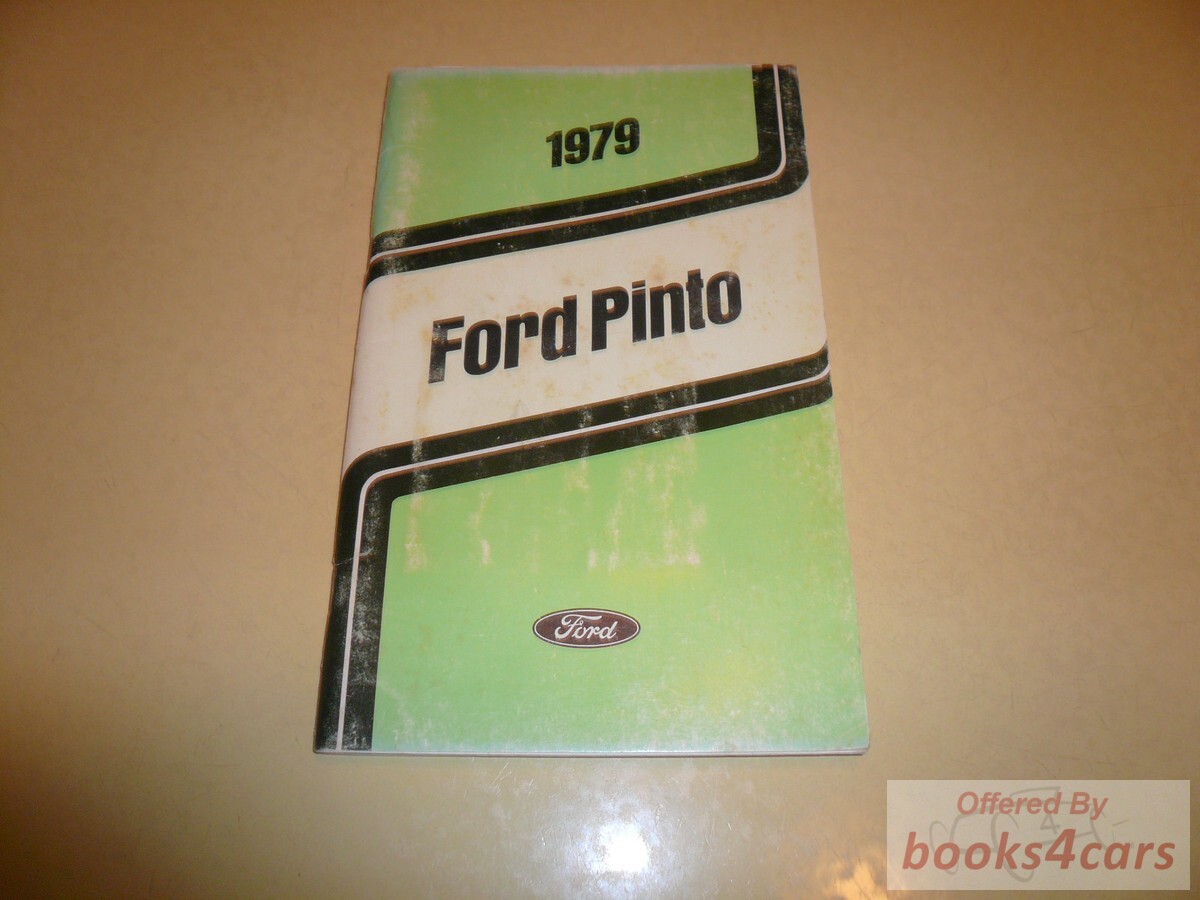 1979
Ford Pinto
Ford
Offered By
books4cars